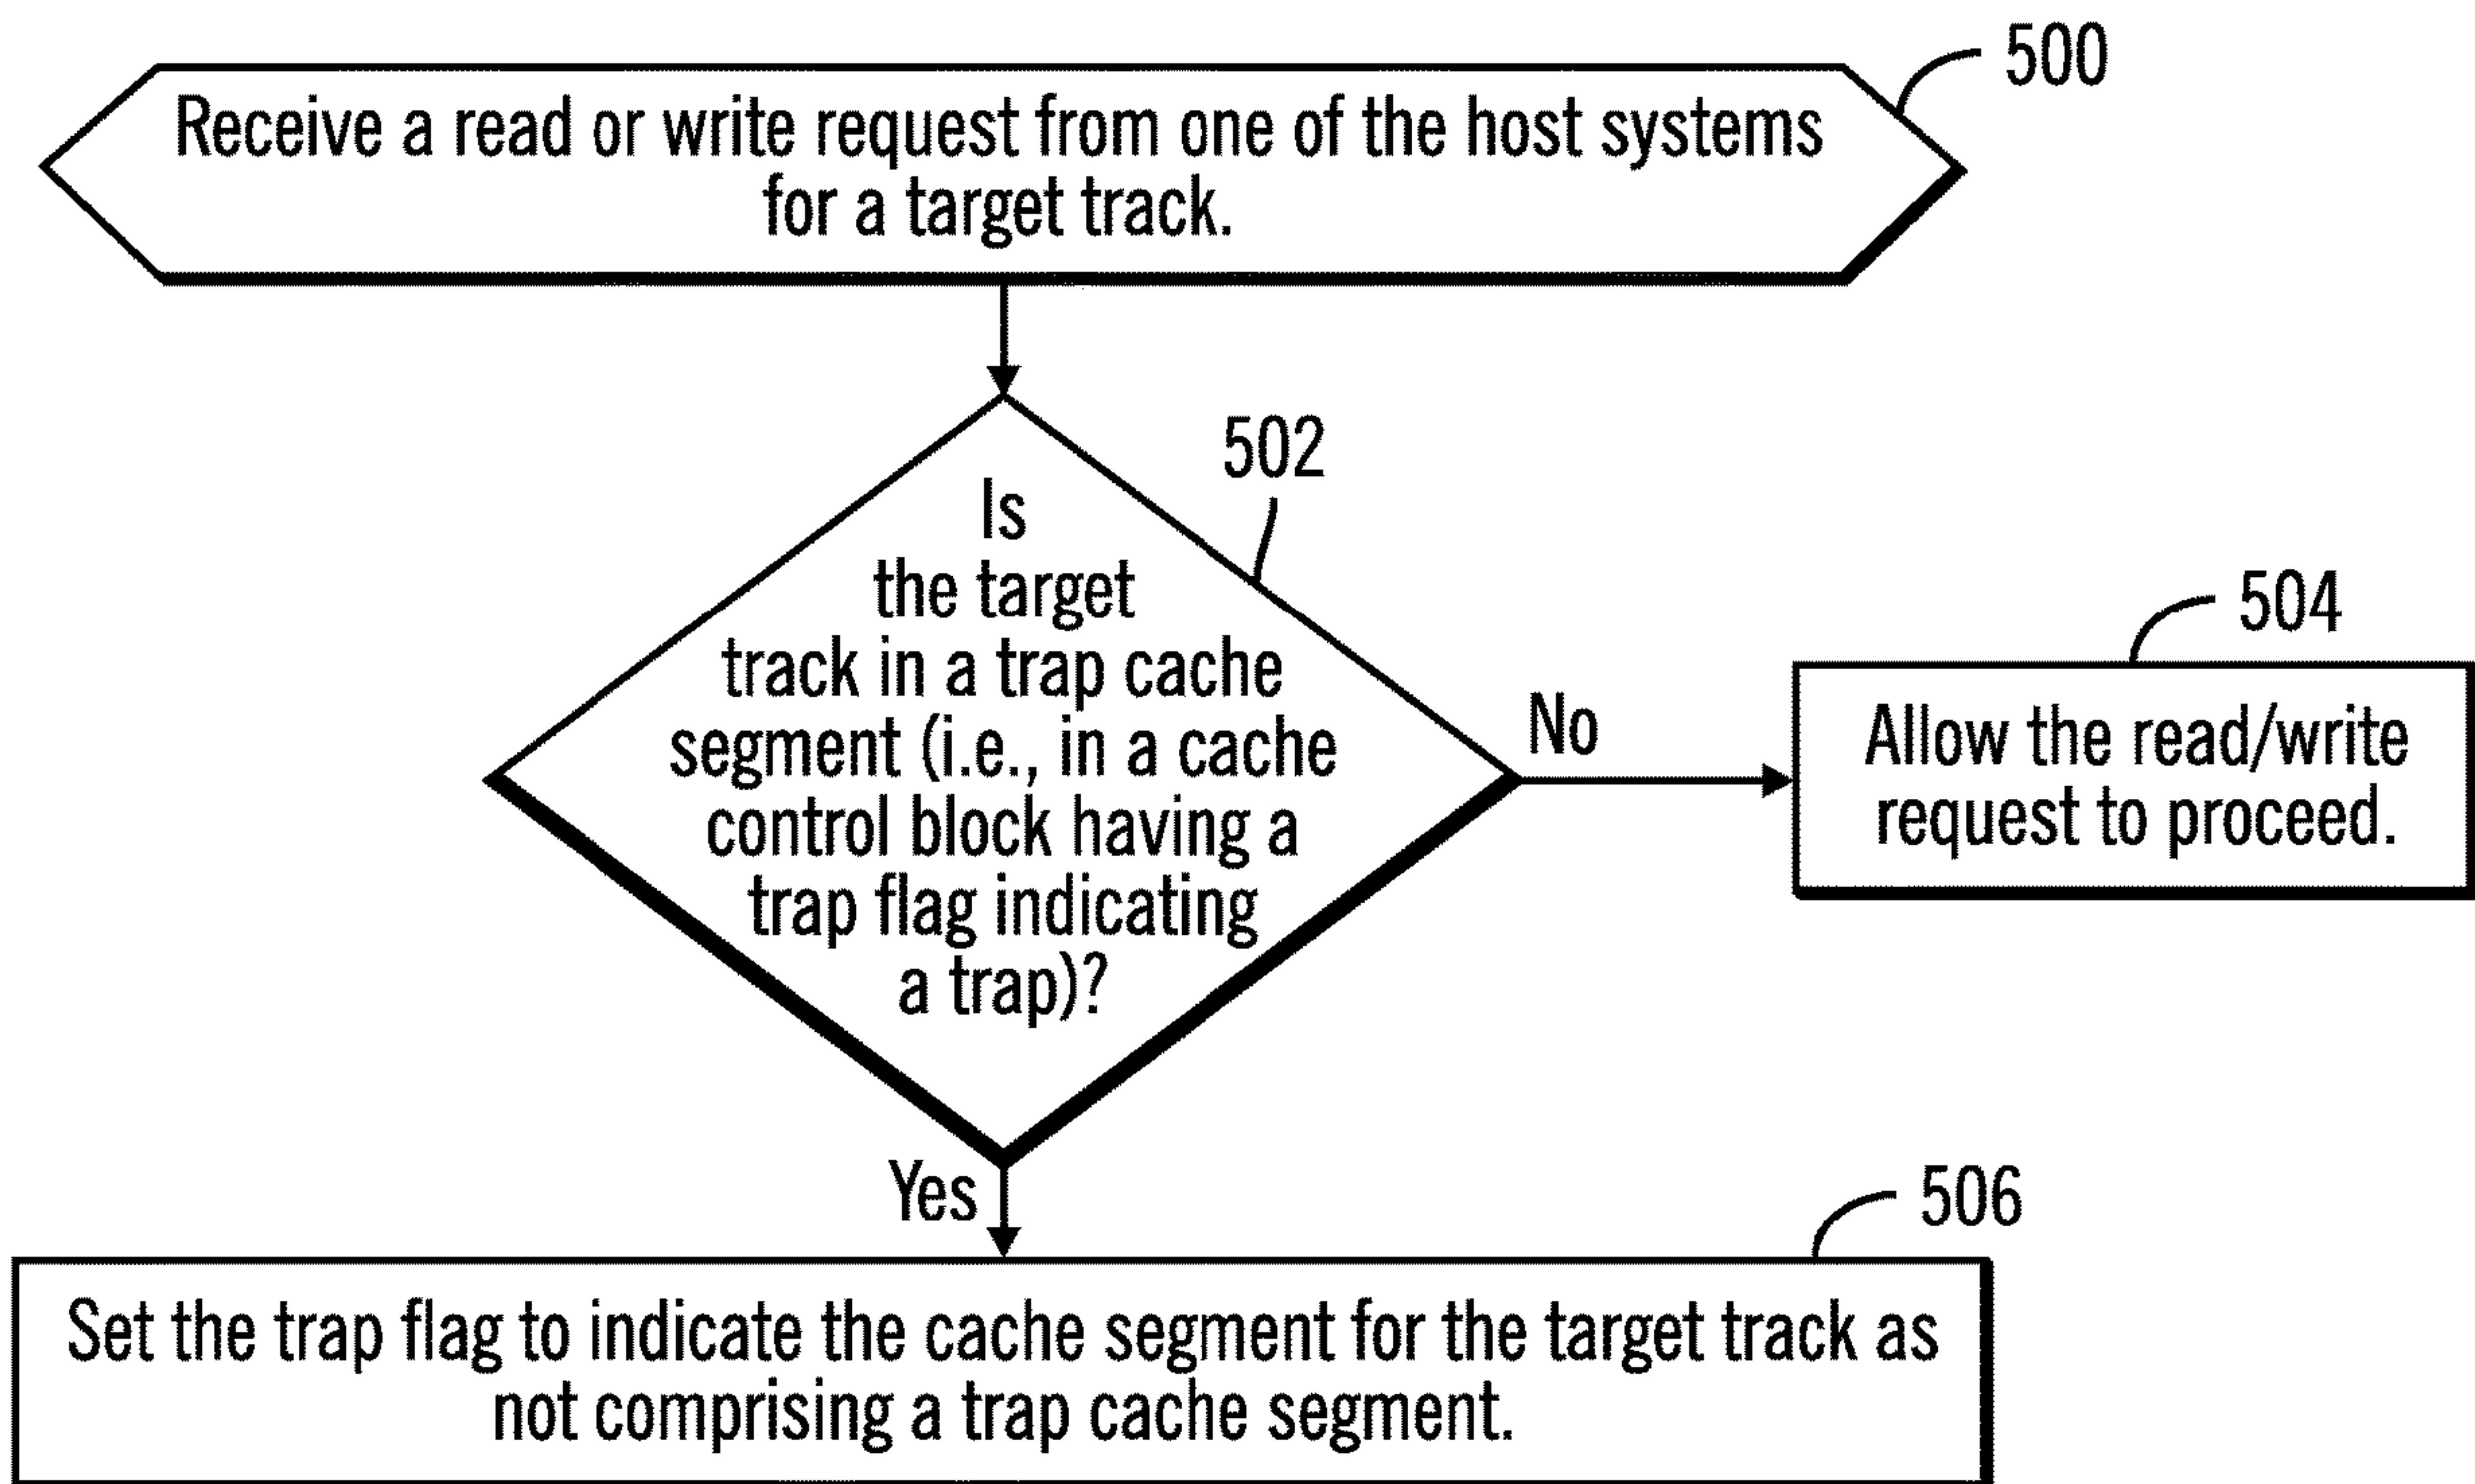 500
Receive a read or write request from one of the host systems
for a target track.
502
Is
the target
track in a trap cache
segment (i.e., in a cache
control block having a
trap flag indicating
a trap)?
No
504
Allow the read/write
request to proceed.
Yes
506
Set the trap flag to indicate the cache segment for the target track as
not comprising a trap cache segment.